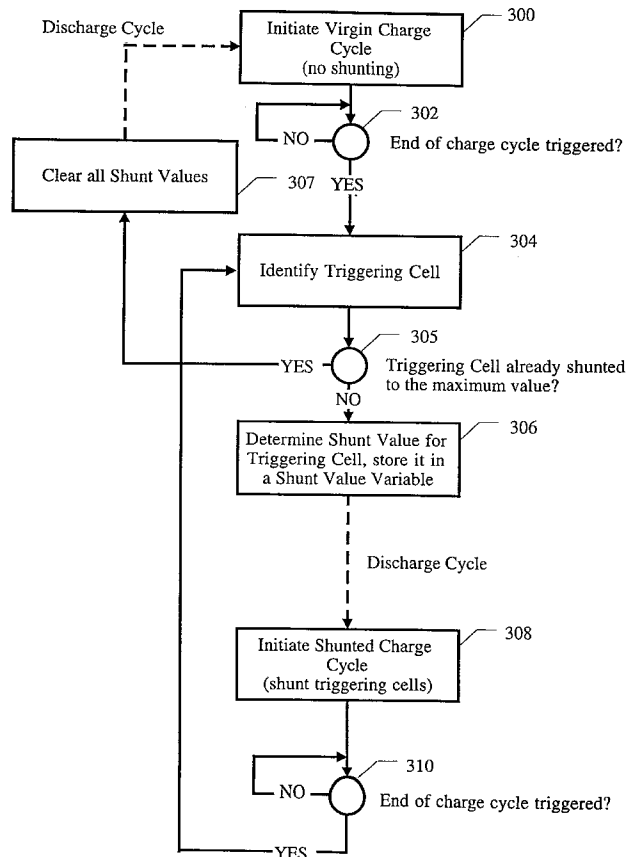 Discharge Cycle
300
Initiate Virgin Charge
Cycle
(no shunting)
302
NO
End of charge cycle triggered?
YES
Clear all Shunt Values
307
304
Identify Triggering Cell
305
YES
Triggering Cell already shunted
to the maximum value?
NO
306
Determine Shunt Value for
Triggering Cell, store it in
a Shunt Value Variable
Discharge Cycle
308
Initiate Shunted Charge
Cycle
(shunt triggering cells)
310
NO
End of charge cycle triggered?
YES